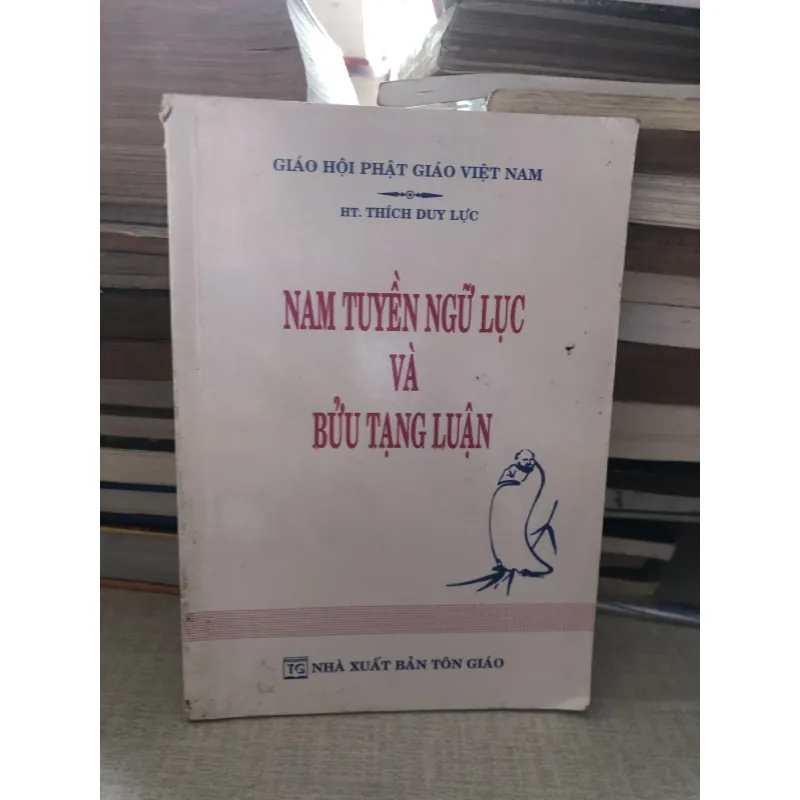 GIÁO HỘI PHẬT GIÁO VIỆT NAM
HT. THÍCH DUY LỰC
NAM TUYỀN NGỮ LỤC
VÀ
BỬU TẠNG LUẬN
TG NHÀ XUẤT BẢN TÔN GIÁO